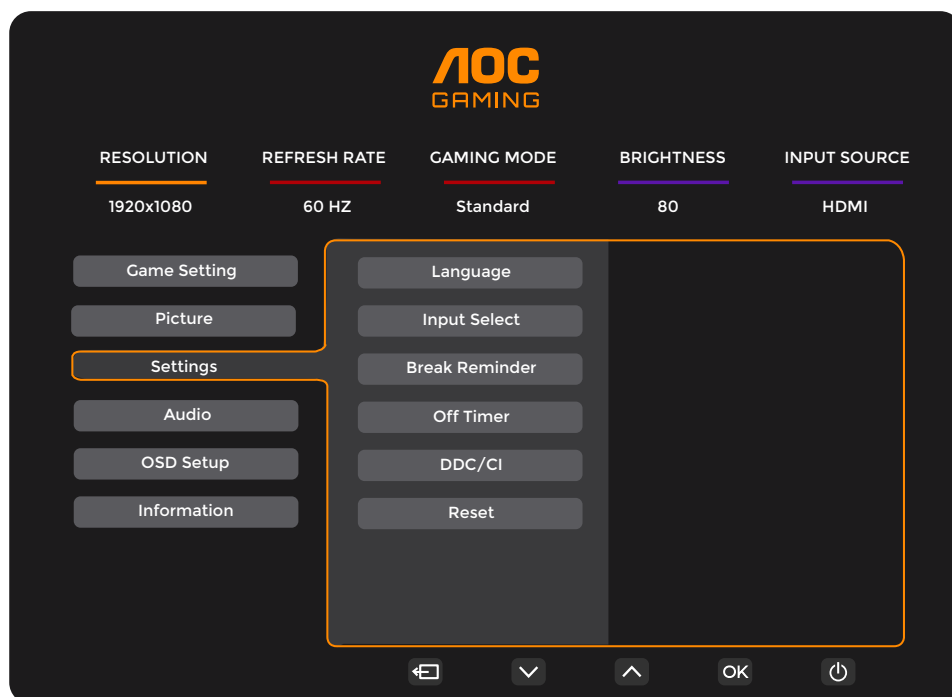 AOC
GAMING
RESOLUTION REFRESH RATE GAMING MODE BRIGHTNESS INPUT SOURCE
1920x1080 60 HZ Standard 80 HDMI
Game Setting
Picture
Settings
Audio
OSD Setup
Information
Language
Input Select
Break Reminder
Off Timer
DDC/CI
Reset
OK